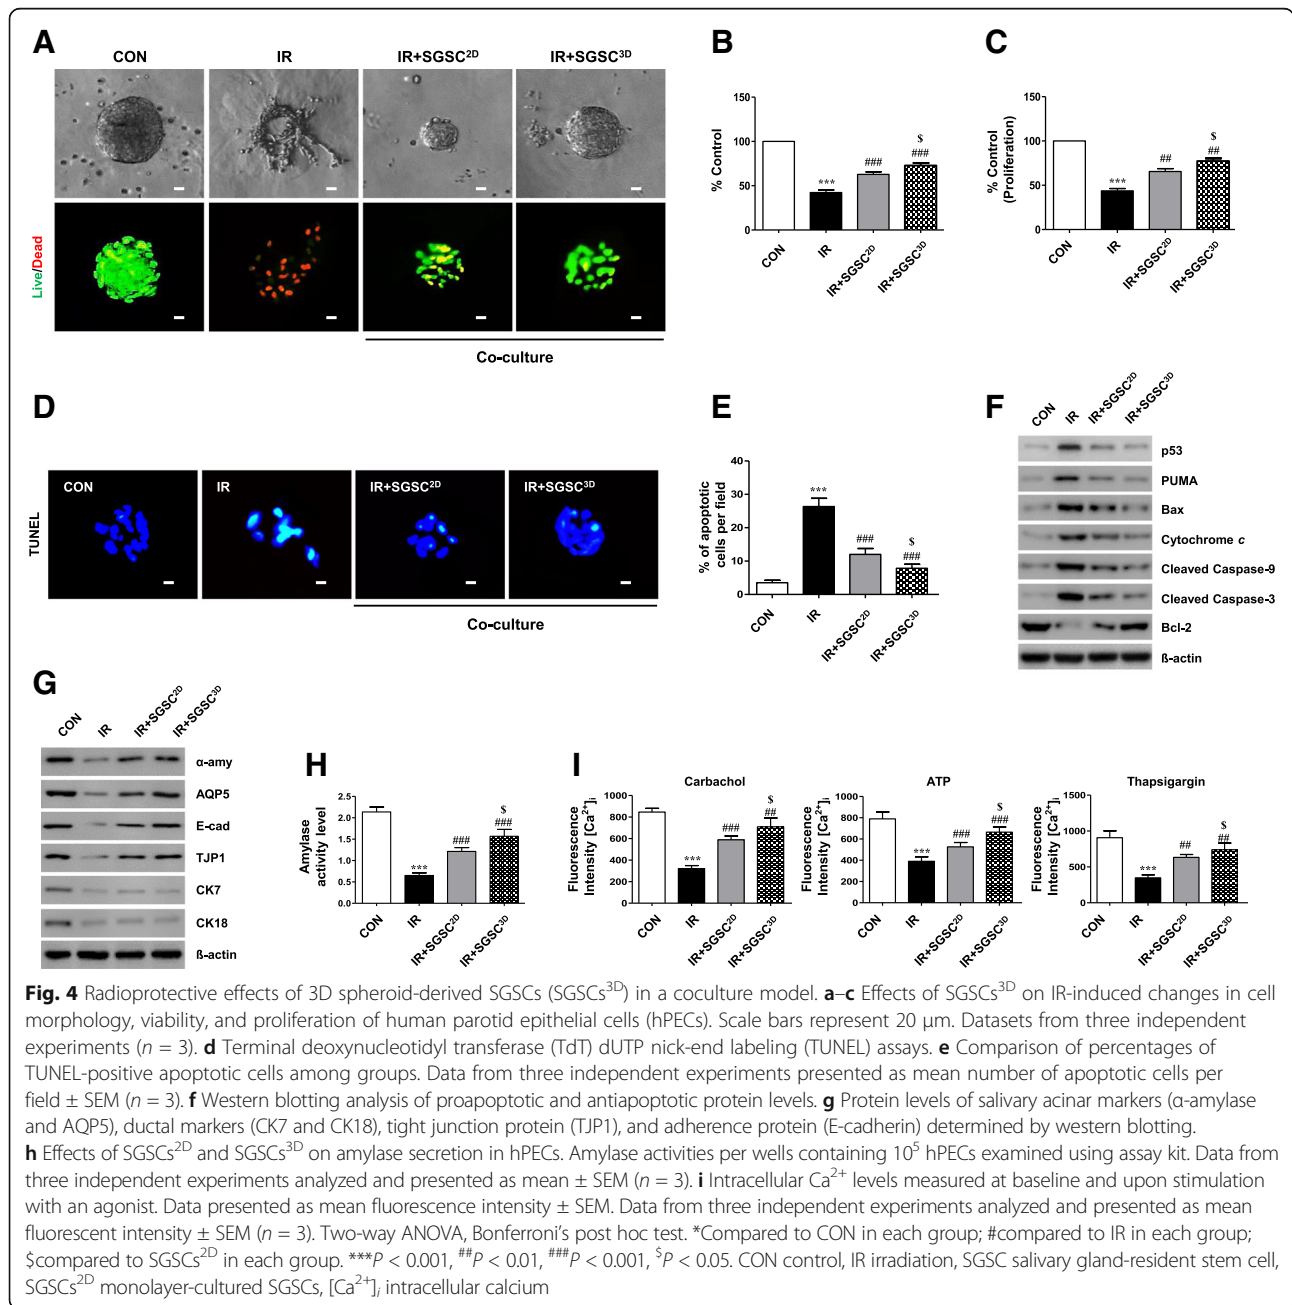 A
CON
IR
IR+SGSC2D
IR+SGSC3D
Live/Dead
Co-culture
B
% Control
150
100
50
0
***
###
$
###
CON
IR
IR+SGSC2D
IR+SGSC3D
C
% Control
(Proliferation)
150
100
50
0
***
##
$
##
CON
IR
IR+SGSC2D
IR+SGSC3D
D
TUNEL
CON
IR
IR+SGSC2D
IR+SGSC3D
Co-culture
E
% of apoptotic
cells per field
40
30
20
10
0
***
###
$
###
CON
IR
IR+SGSC2D
IR+SGSC3D
F
CON
IR
IR+SGSC2D
IR+SGSC3D
p53
PUMA
Bax
Cytochrome c
Cleaved Caspase-9
Cleaved Caspase-3
Bcl-2
ß-actin
G
CON
IR
IR+SGSC2D
IR+SGSC3D
α-amy
AQP5
E-cad
TJP1
CK7
CK18
ß-actin
H
Amylase
activity level
2.5
2.0
1.5
1.0
0.5
0.0
***
###
$
###
CON
IR
IR+SGSC2D
IR+SGSC3D
I
Carbachol
Fluorescence
Intensity [Ca2+]i
1000
800
600
400
200
0
***
###
$
##
CON
IR
IR+SGSC2D
IR+SGSC3D
ATP
Fluorescence
Intensity [Ca2+]i
1000
800
600
400
200
0
***
###
$
###
CON
IR
IR+SGSC2D
IR+SGSC3D
Thapsigargin
Fluorescence
Intensity [Ca2+]i
1500
1000
500
0
***
##
$
##
CON
IR
IR+SGSC2D
IR+SGSC3D
Fig. 4 Radioprotective effects of 3D spheroid-derived SGSCs (SGSCs3D) in a coculture model. a–c Effects of SGSCs3D on IR-induced changes in cell
morphology, viability, and proliferation of human parotid epithelial cells (hPECs). Scale bars represent 20 μm. Datasets from three independent
experiments (n = 3). d Terminal deoxynucleotidyl transferase (TdT) dUTP nick-end labeling (TUNEL) assays. e Comparison of percentages of
TUNEL-positive apoptotic cells among groups. Data from three independent experiments presented as mean number of apoptotic cells per
field ± SEM (n = 3). f Western blotting analysis of proapoptotic and antiapoptotic protein levels. g Protein levels of salivary acinar markers (α-amylase
and AQP5), ductal markers (CK7 and CK18), tight junction protein (TJP1), and adherence protein (E-cadherin) determined by western blotting.
h Effects of SGSCs2D and SGSCs3D on amylase secretion in hPECs. Amylase activities per wells containing 10^5 hPECs examined using assay kit. Data from
three independent experiments analyzed and presented as mean ± SEM (n = 3). i Intracellular Ca2+ levels measured at baseline and upon stimulation
with an agonist. Data presented as mean fluorescence intensity ± SEM. Data from three independent experiments analyzed and presented as mean
fluorescent intensity ± SEM (n = 3). Two-way ANOVA, Bonferroni's post hoc test. *Compared to CON in each group; #compared to IR in each group;
$compared to SGSCs2D in each group. ***P < 0.001, ##P < 0.01, ###P < 0.001, $P < 0.05. CON control, IR irradiation, SGSC salivary gland-resident stem cell,
SGSCs2D monolayer-cultured SGSCs, [Ca2+]i intracellular calcium